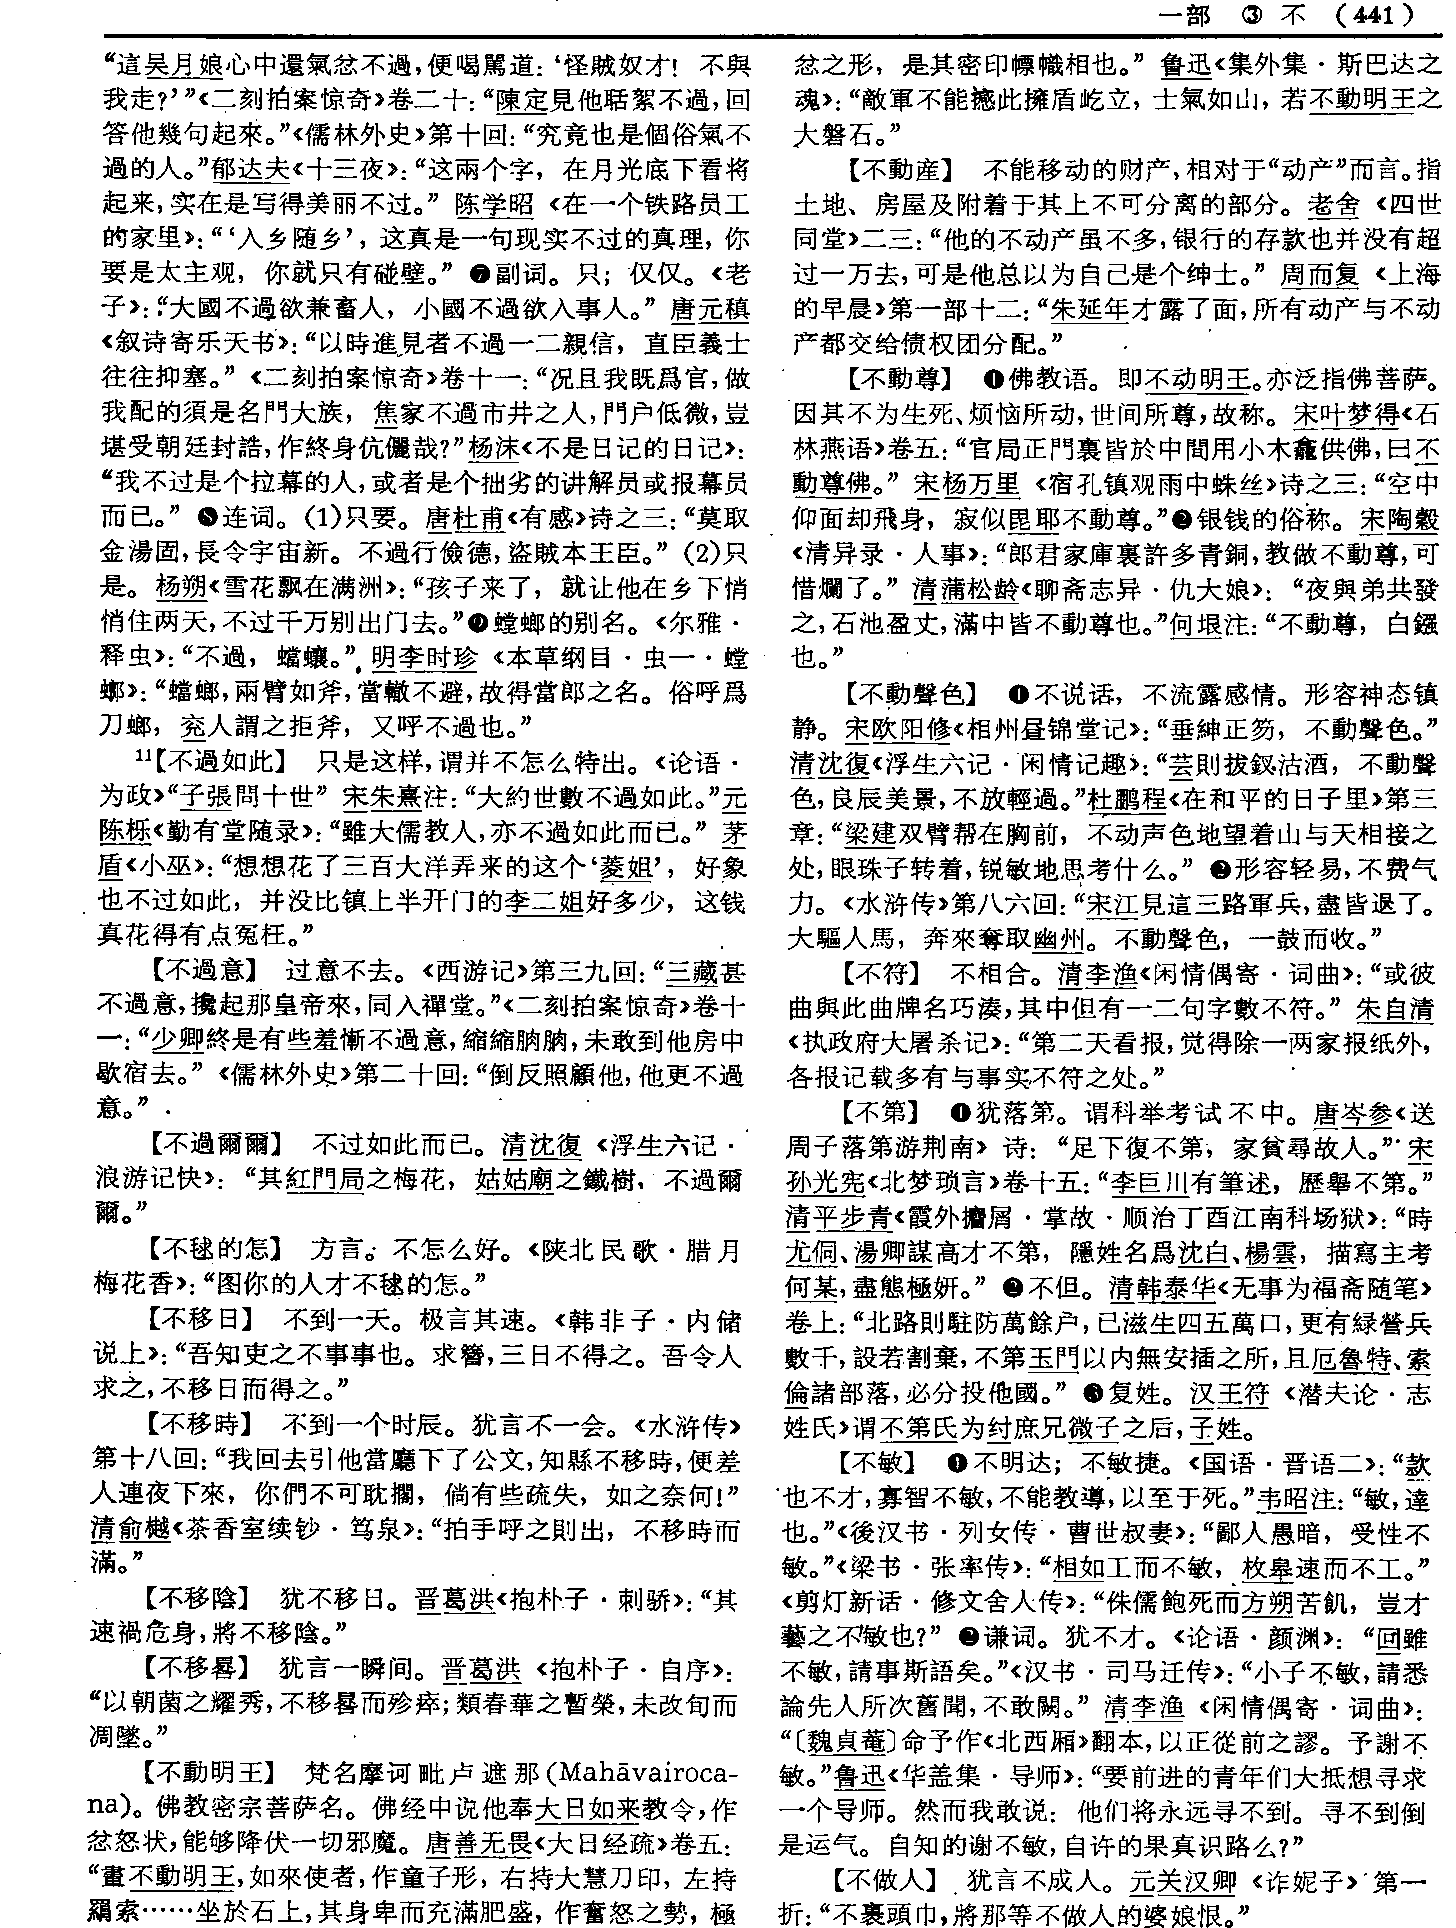 一部 ③ 不 (441)
“這吴月娘心中還氣忿不過,便喝駡道:‘怪賊奴才! 不與
我走?’”《二刻拍案惊奇》卷二十:“陳定見他聒絮不過,回
答他幾句起來。”《儒林外史》第十回:“究竟也是個俗氣不
過的人。”郁达夫《十三夜》:“这兩个字, 在月光底下看将
起来,实在是写得美丽不过。” 陈学昭 《在一个铁路员工
的家里》:“‘入乡随乡’, 这真是一句现实不过的真理, 你
要是太主观, 你就只有碰壁。” ❼副词。只; 仅仅。《老
子》:“大國不過欲兼畜人, 小國不過欲入事人。” 唐元稹
《叙诗寄乐天书》:“以時進見者不過一二親信, 直臣義士
往往抑塞。” 《二刻拍案惊奇》卷十一:“况且我既爲官,做
我配的須是名門大族, 焦家不過市井之人,門户低微,豈
堪受朝廷封誥,作終身伉儷哉?”杨沫《不是日记的日记》:
“我不过是个拉幕的人,或者是个拙劣的讲解员或报幕员
而已。” ❽连词。(1)只要。唐杜甫《有感》诗之三:“莫取
金湯固,長令宇宙新。不過行儉德,盜賊本王臣。”(2)只
是。杨朔《雪花飘在满洲》:“孩子来了, 就让他在乡下悄
悄住两天,不过千万别出门去。”❾螳螂的别名。《尔雅·
释虫》:“不過, 蟷蠰。” 明李时珍 《本草纲目·虫一·螳
螂》:“蟷螂,兩臂如斧,當轍不避,故得當郎之名。俗呼爲
刀螂, 兖人謂之拒斧, 又呼不過也。”
¹¹【不過如此】 只是这样,谓并不怎么特出。《论语·
为政》“子張問十世” 宋朱熹注:“大約世數不過如此。”元
陈栎《勤有堂随录》:“雖大儒教人,亦不過如此而已。” 茅
盾《小巫》:“想想花了三百大洋弄来的这个‘菱姐’, 好象
也不过如此, 并没比镇上半开门的李二姐好多少, 这钱
真花得有点冤枉。”
【不過意】 过意不去。《西游记》第三九回:“三藏甚
不過意,攙起那皇帝來,同入禪堂。”《二刻拍案惊奇》卷十
一:“少卿終是有些羞慚不過意,縮縮朒朒,未敢到他房中
歇宿去。” 《儒林外史》第二十回:“倒反照顧他,他更不過
意。”
【不過爾爾】 不过如此而已。清沈復 《浮生六记·
浪游记快》: “其紅門局之梅花, 姑姑廟之鐵樹, 不過爾
爾。”
【不毬的怎】 方言。不怎么好。《陕北民歌·腊月
梅花香》:“图你的人才不毬的怎。”
【不移日】 不到一天。极言其速。《韩非子·内储
说上》:“吾知吏之不事事也。求簪,三日不得之。吾令人
求之,不移日而得之。”
【不移時】 不到一个时辰。犹言不一会。《水浒传》
第十八回:“我回去引他當廳下了公文,知縣不移時,便差
人連夜下來, 你們不可耽擱, 倘有些疏失, 如之奈何!”
清俞樾《茶香室续钞·笃泉》:“拍手呼之則出, 不移時而
滿。”
【不移陰】 犹不移日。晋葛洪《抱朴子·刺骄》:“其
速禍危身,將不移陰。”
【不移晷】 犹言一瞬间。晋葛洪 《抱朴子·自序》:
“以朝菌之耀秀,不移晷而殄瘁;類春華之暫榮,未改旬而
凋墜。”
【不動明王】 梵名摩诃毗卢遮那(Mahāvairoca-
na)。佛教密宗菩萨名。佛经中说他奉大日如来教令,作
忿怒状,能够降伏一切邪魔。唐善无畏《大日经疏》卷五:
“畫不動明王,如來使者,作童子形, 右持大慧刀印, 左持
羂索……坐於石上,其身卑而充滿肥盛, 作奮怒之勢, 極
忿之形, 是其密印幖幟相也。” 鲁迅《集外集·斯巴达之
魂》:“敵軍不能撼此擁盾屹立, 士氣如山, 若不動明王之
大磐石。”
【不動産】 不能移动的财产,相对于“动产”而言。指
土地、房屋及附着于其上不可分离的部分。老舍 《四世
同堂》二三:“他的不动产虽不多,银行的存款也并没有超
过一万去,可是他总以为自己是个绅士。” 周而复 《上海
的早晨》第一部十二:“朱延年才露了面,所有动产与不动
产都交给债权团分配。”
【不動尊】 ❶佛教语。即不动明王。亦泛指佛菩萨。
因其不为生死、烦恼所动,世间所尊,故称。宋叶梦得《石
林燕语》卷五:“官局正門裏皆於中間用小木龕供佛,曰不
動尊佛。” 宋杨万里 《宿孔镇观雨中蛛丝》诗之三:“空中
仰面却飛身, 寂似毘耶不動尊。”❷银钱的俗称。宋陶縠
《清异录·人事》:“郎君家庫裏許多青銅,教做不動尊,可
惜爛了。” 清蒲松龄《聊斋志异·仇大娘》: “夜與弟共發
之,石池盈丈,滿中皆不動尊也。”何垠注:“不動尊, 白鏹
也。”
【不動聲色】 ❶不说话, 不流露感情。形容神态镇
静。宋欧阳修《相州昼锦堂记》:“垂紳正笏, 不動聲色。”
清沈復《浮生六记·闲情记趣》:“芸則拔釵沽酒, 不動聲
色,良辰美景,不放輕過。”杜鹏程《在和平的日子里》第三
章:“梁建双臂帮在胸前, 不动声色地望着山与天相接之
处,眼珠子转着,锐敏地思考什么。” ❷形容轻易,不费气
力。《水浒传》第八六回:“宋江見這三路軍兵,盡皆退了。
大驅人馬, 奔來奪取幽州。不動聲色, 一鼓而收。”
【不符】 不相合。清李渔《闲情偶寄·词曲》:“或彼
曲與此曲牌名巧湊,其中但有一二句字數不符。” 朱自清
《执政府大屠杀记》:“第二天看报,觉得除一两家报纸外,
各报记载多有与事实不符之处。”
【不第】 ❶犹落第。谓科举考试不中。唐岑参《送
周子落第游荆南》 诗: “足下復不第, 家貧尋故人。” 宋
孙光宪《北梦琐言》卷十五:“李巨川有筆述, 歷舉不第。”
清平步青《霞外攟屑·掌故·顺治丁酉江南科场狱》:“時
尤侗、湯卿謀高才不第, 隱姓名爲沈白、楊雲, 描寫主考
何某,盡態極妍。” ❷不但。清韩泰华《无事为福斋随笔》
卷上:“北路則駐防萬餘户,已滋生四五萬口,更有緑營兵
數千,設若割棄,不第玉門以内無安插之所,且厄魯特、索
倫諸部落,必分投他國。” ❸复姓。汉王符 《潜夫论·志
姓氏》谓不第氏为纣庶兄微子之后,子姓。
【不敏】 ❶不明达; 不敏捷。《国语·晋语二》:“款
也不才,寡智不敏,不能教導,以至于死。”韦昭注:“敏,達
也。”《後汉书·列女传·曹世叔妻》:“鄙人愚暗, 受性不
敏。”《梁书·张率传》:“相如工而不敏, 枚皋速而不工。”
《剪灯新话·修文舍人传》:“侏儒飽死而方朔苦飢, 豈才
藝之不敏也?” ❷谦词。犹不才。《论语·颜渊》: “回雖
不敏,請事斯語矣。”《汉书·司马迁传》:“小子不敏,請悉
論先人所次舊聞,不敢闕。” 清李渔 《闲情偶寄·词曲》:
“〔魏貞菴〕命予作《北西厢》翻本,以正從前之謬。予謝不
敏。”鲁迅《华盖集·导师》:“要前进的青年们大抵想寻求
一个导师。然而我敢说: 他们将永远寻不到。寻不到倒
是运气。自知的谢不敏,自许的果真识路么?”
【不做人】 犹言不成人。元关汉卿 《诈妮子》 第一
折:“不裹頭巾,將那等不做人的婆娘恨。”